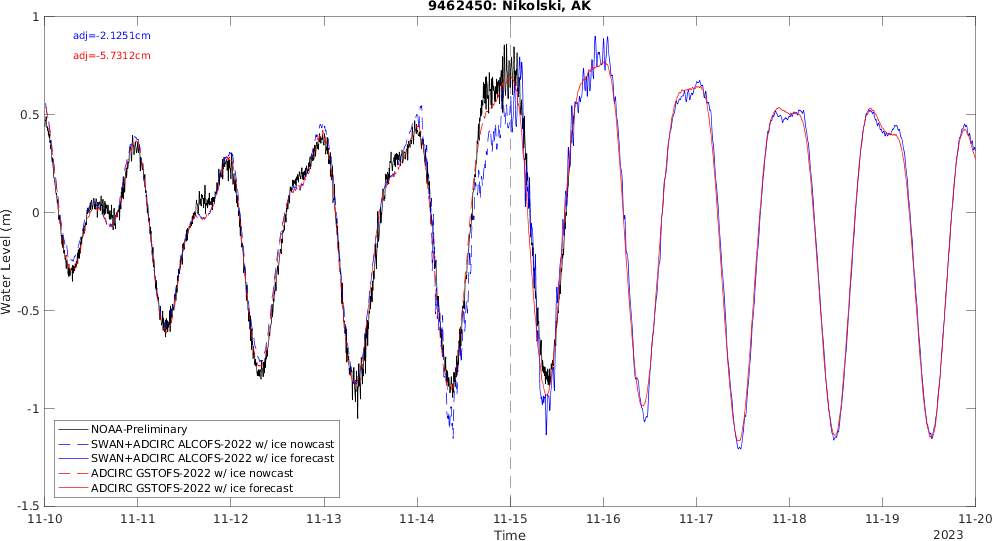 9462450: Nikolski, AK
adj=-2.1251cm
adj=-5.7312cm
Water Level (m)
1
0.5
0
-0.5
-1
-1.5
NOAA-Preliminary
SWAN+ADCIRC ALCOFS-2022 w/ ice nowcast
SWAN+ADCIRC ALCOFS-2022 w/ ice forecast
ADCIRC GSTOFS-2022 w/ ice nowcast
ADCIRC GSTOFS-2022 w/ ice forecast
11-10 11-11 11-12 11-13 11-14 11-15 11-16 11-17 11-18 11-19 11-20
Time
2023